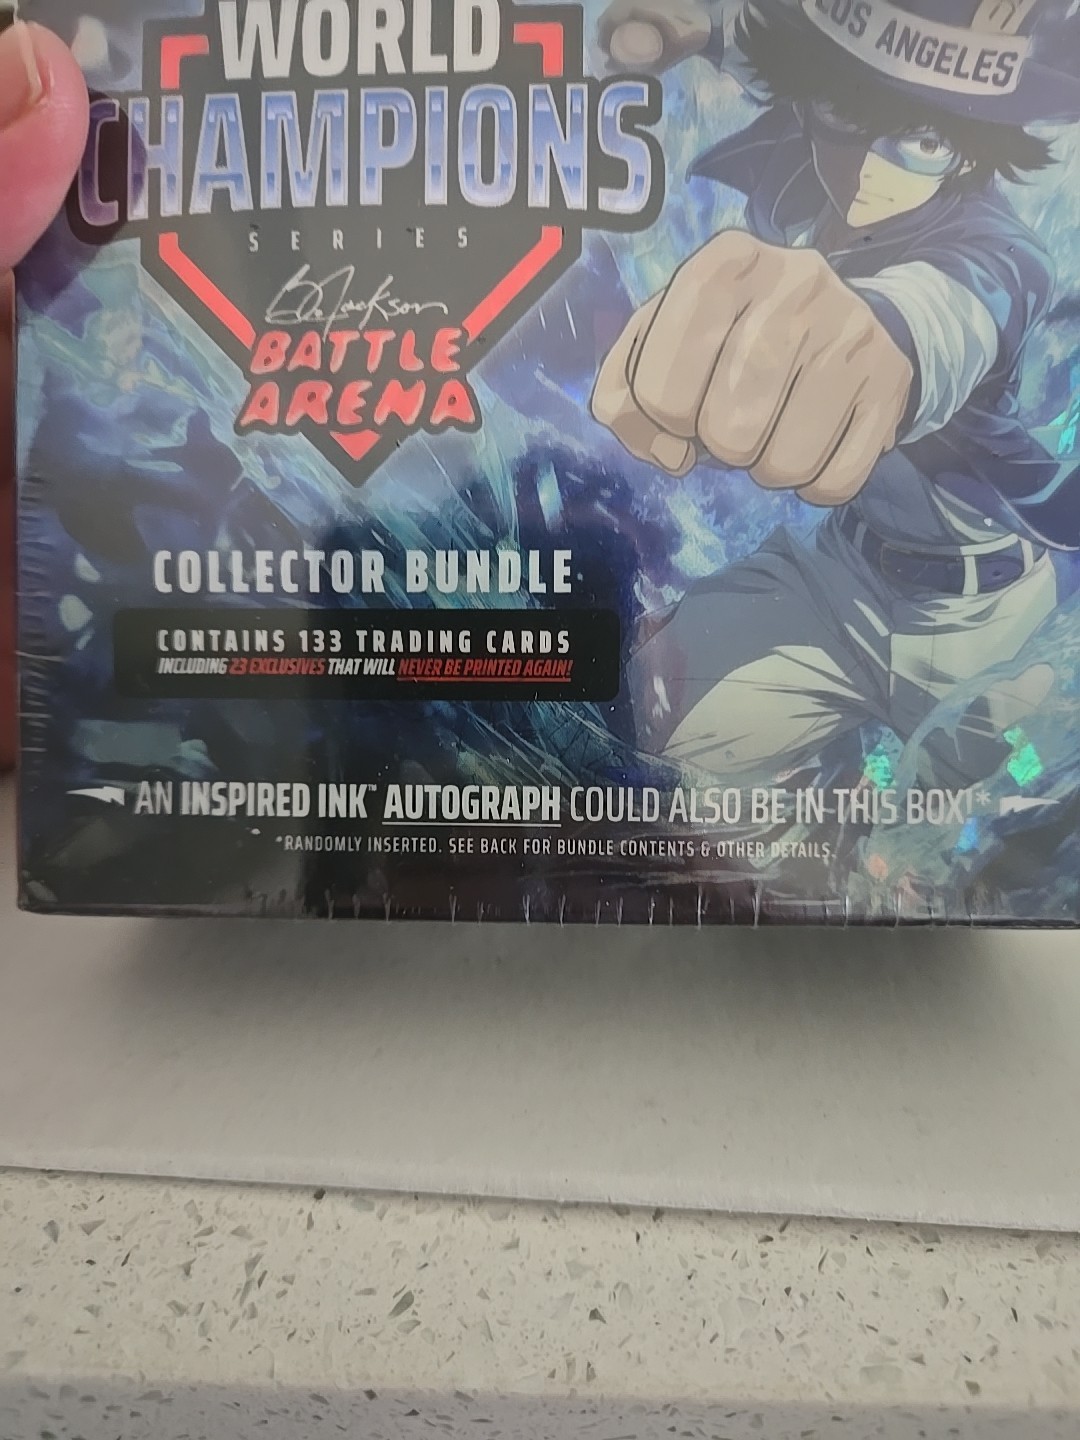 WORLD
CHAMPIONS
SERIES
Bo Jackson
BATTLE
ARENA
LOS ANGELES
COLLECTOR BUNDLE
CONTAINS 133 TRADING CARDS
INCLUDING 23 EXCLUSIVES THAT WILL NEVER BE PRINTED AGAIN!
AN INSPIRED INK™ AUTOGRAPH COULD ALSO BE IN THIS BOX!*
*RANDOMLY INSERTED. SEE BACK FOR BUNDLE CONTENTS & OTHER DETAILS.